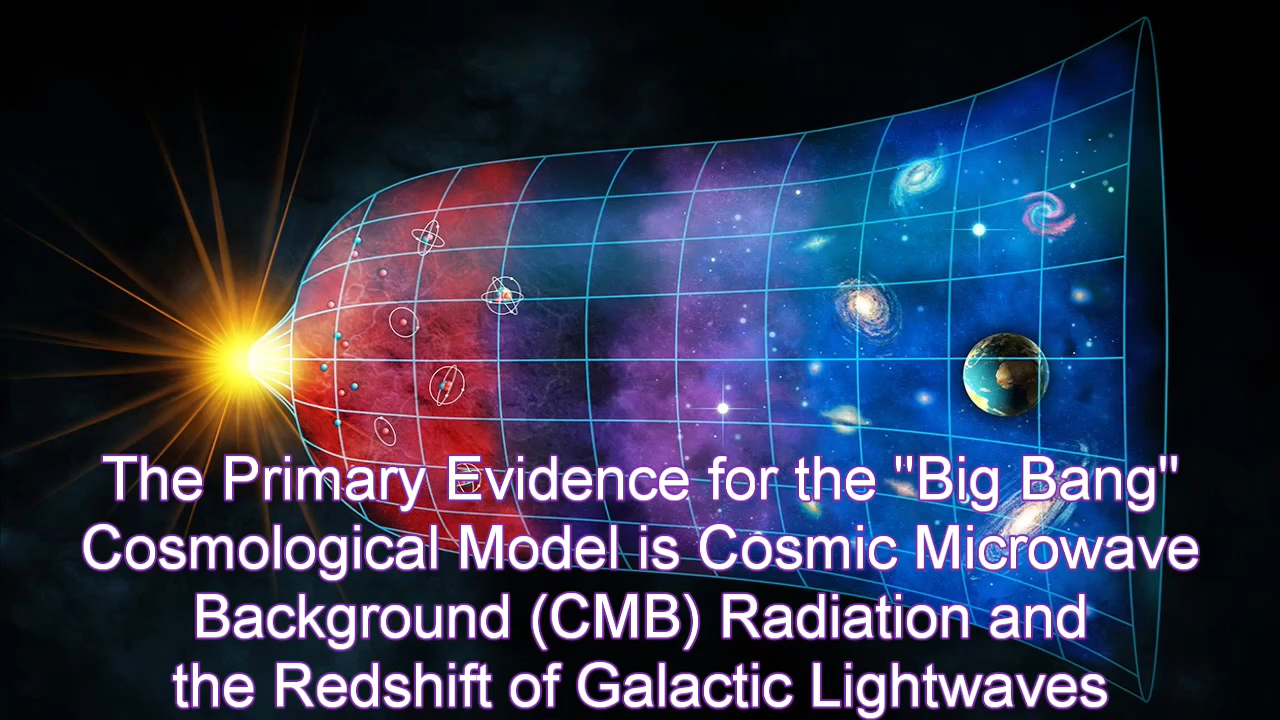 The Primary Evidence for the "Big Bang"
Cosmological Model is Cosmic Microwave
Background (CMB) Radiation and
the Redshift of Galactic Lightwaves